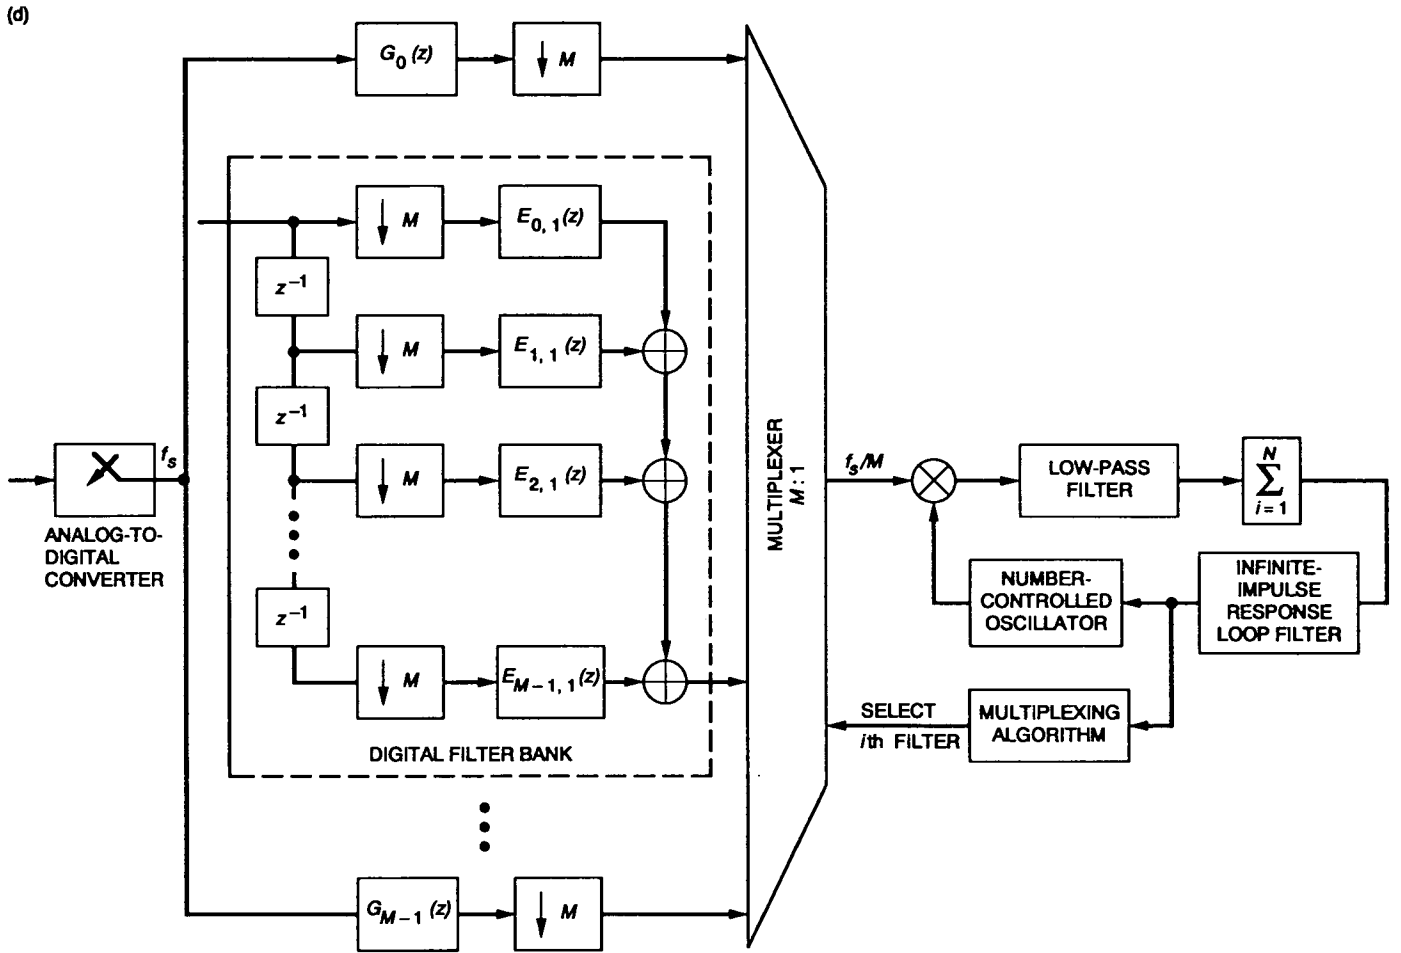 (d)
G0 (z)
↓ M
↓ M
E0, 1(z)
z−1
↓ M
E1, 1 (z)
z−1
↓ M
E2, 1(z)
z−1
↓ M
EM−1, 1(z)
DIGITAL FILTER BANK
fs
ANALOG-TO-
DIGITAL
CONVERTER
GM−1 (z)
↓ M
MULTIPLEXER
M : 1
fs/M
LOW-PASS
FILTER
N
Σ
i = 1
NUMBER-
CONTROLLED
OSCILLATOR
INFINITE-
IMPULSE
RESPONSE
LOOP FILTER
SELECT
ith FILTER
MULTIPLEXING
ALGORITHM